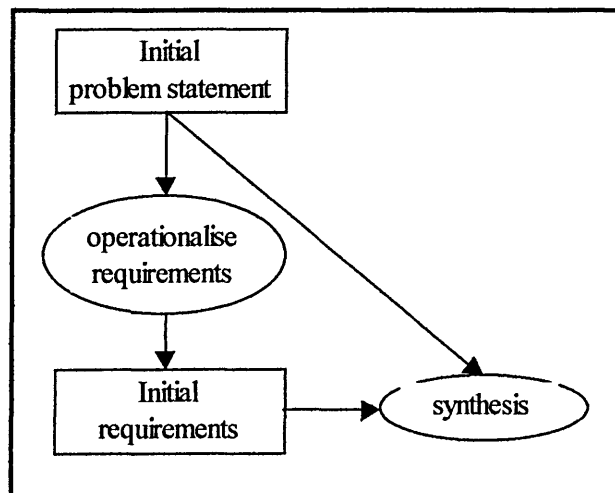 Initial
problem statement
operationalise
requirements
Initial
requirements
synthesis